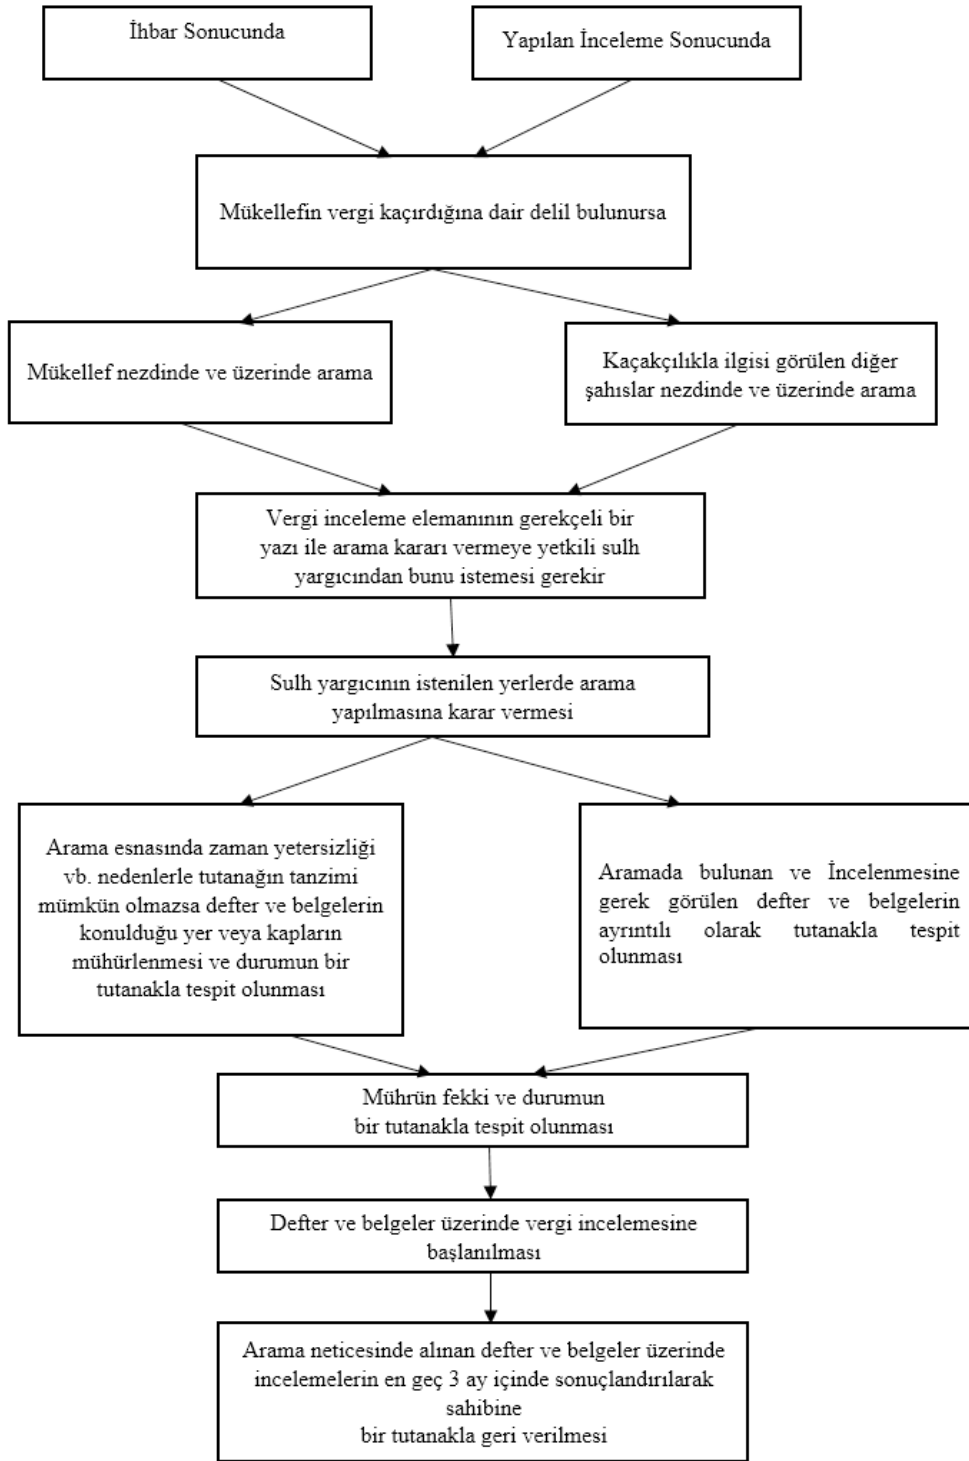 İhbar Sonucunda
Yapılan İnceleme Sonucunda
Mükellefin vergi kaçırdığına dair delil bulunursa
Mükellef nezdinde ve üzerinde arama
Kaçakçılıkla ilgisi görülen diğer
şahıslar nezdinde ve üzerinde arama
Vergi inceleme elemanının gerekçeli bir
yazı ile arama kararı vermeye yetkili sulh
yargıcından bunu istemesi gerekir
Sulh yargıcının istenilen yerlerde arama
yapılmasına karar vermesi
Arama esnasında zaman yetersizliği
vb. nedenlerle tutanağın tanzimi
mümkün olmazsa defter ve belgelerin
konulduğu yer veya kapların
mühürlenmesi ve durumun bir
tutanakla tespit olunması
Aramada bulunan ve İncelenmesine
gerek görülen defter ve belgelerin
ayrıntılı olarak tutanakla tespit
olunması
Mührün fekki ve durumun
bir tutanakla tespit olunması
Defter ve belgeler üzerinde vergi incelemesine
başlanılması
Arama neticesinde alınan defter ve belgeler üzerinde
incelemelerin en geç 3 ay içinde sonuçlandırılarak
sahibine
bir tutanakla geri verilmesi